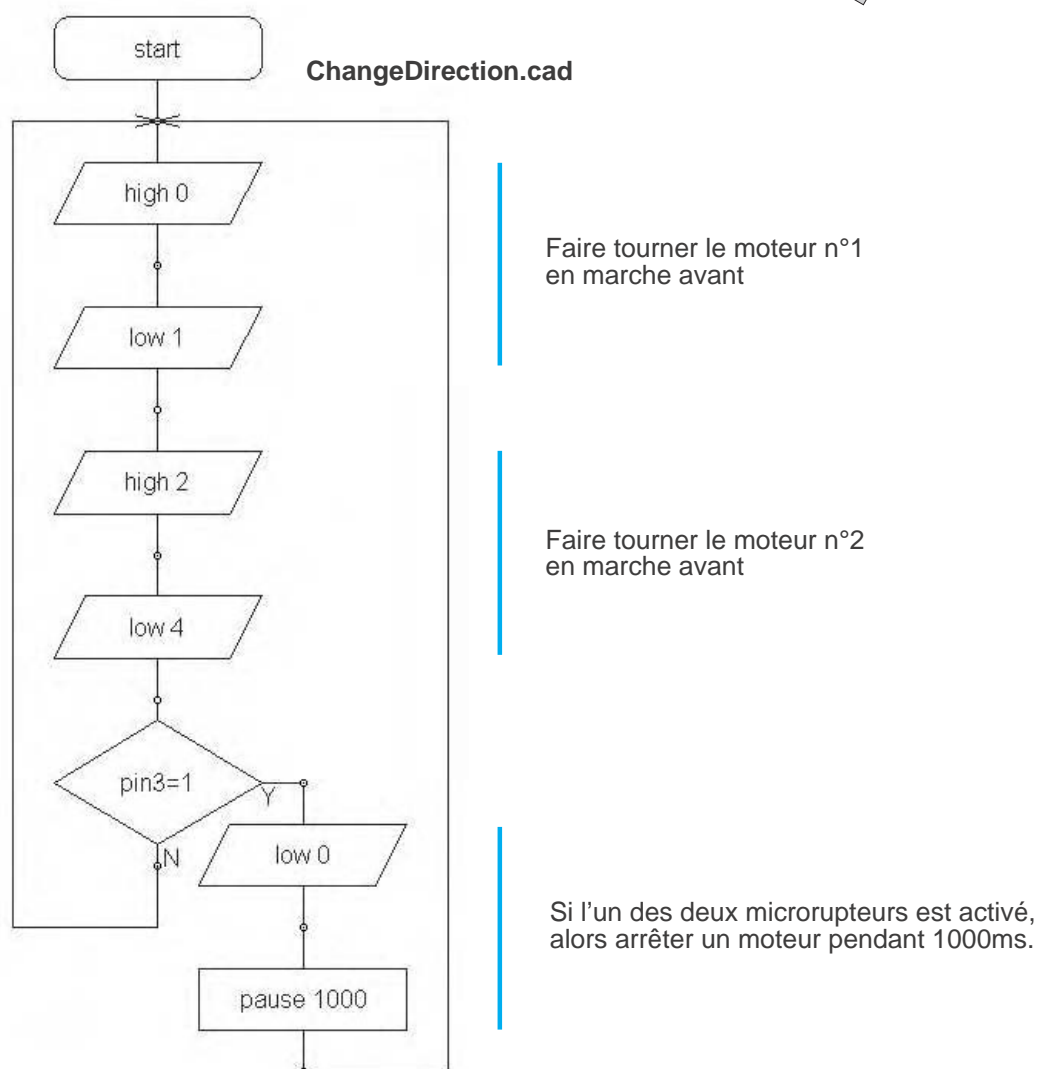 start
ChangeDirection.cad
high 0
Faire tourner le moteur n°1
en marche avant
low 1
high 2
Faire tourner le moteur n°2
en marche avant
low 4
pin3=1
Y
N
low 0
Si l’un des deux microrupteurs est activé,
alors arrêter un moteur pendant 1000ms.
pause 1000